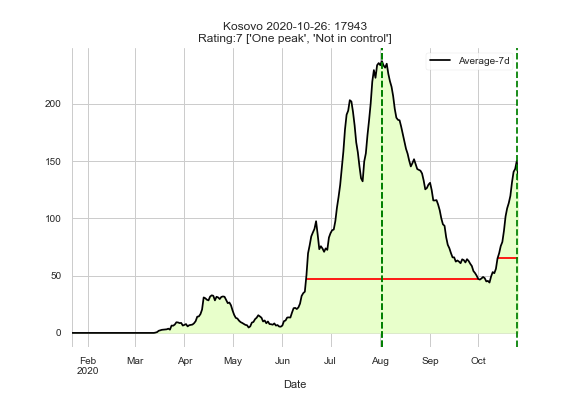 Kosovo 2020-10-26: 17943
Rating:7 ['One peak', 'Not in control']
Average-7d
200
150
100
50
0
Feb Mar Apr May Jun Jul Aug Sep Oct
2020
Date